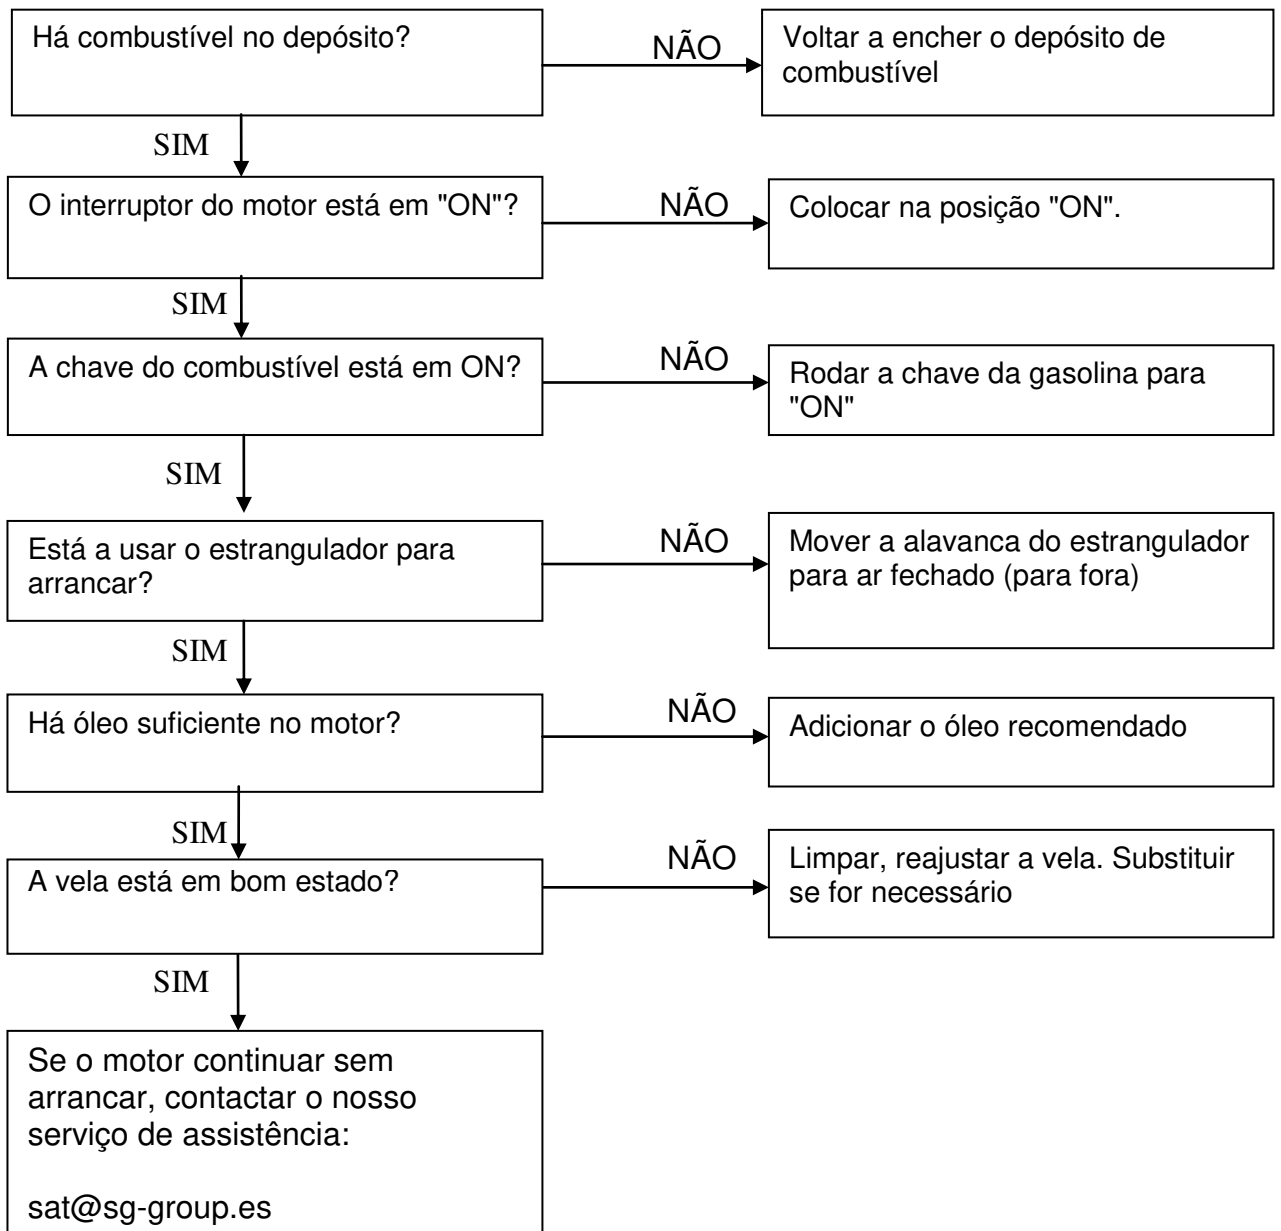 Há combustível no depósito?
NÃO
Voltar a encher o depósito de
combustível
SIM
O interruptor do motor está em "ON"?
NÃO
Colocar na posição "ON".
SIM
A chave do combustível está em ON?
NÃO
Rodar a chave da gasolina para
"ON"
SIM
Está a usar o estrangulador para
arrancar?
NÃO
Mover a alavanca do estrangulador
para ar fechado (para fora)
SIM
Há óleo suficiente no motor?
NÃO
Adicionar o óleo recomendado
SIM
A vela está em bom estado?
NÃO
Limpar, reajustar a vela. Substituir
se for necessário
SIM
Se o motor continuar sem
arrancar, contactar o nosso
serviço de assistência:
sat@sg-group.es